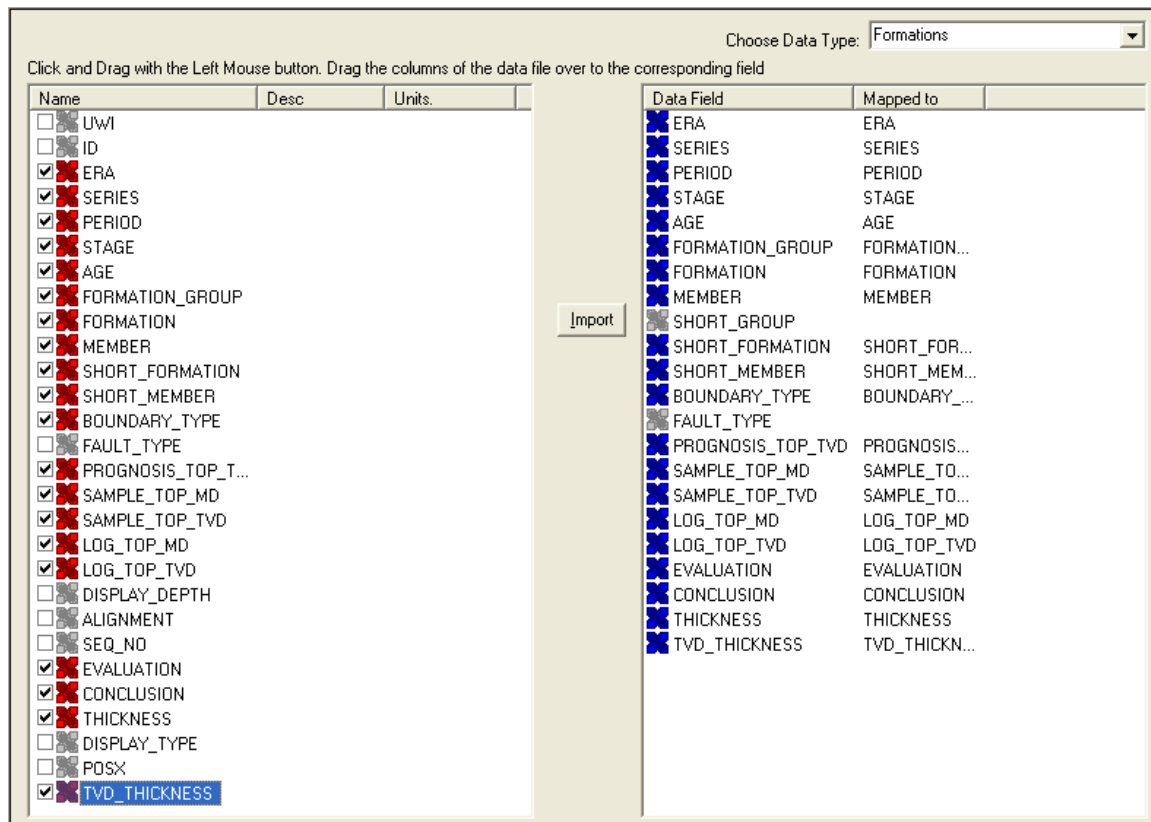 Choose Data Type: Formations
Click and Drag with the Left Mouse button. Drag the columns of the data file over to the corresponding field
Name Desc Units.
UWI
ID
ERA
SERIES
PERIOD
STAGE
AGE
FORMATION_GROUP
FORMATION
MEMBER
SHORT_FORMATION
SHORT_MEMBER
BOUNDARY_TYPE
FAULT_TYPE
PROGNOSIS_TOP_T...
SAMPLE_TOP_MD
SAMPLE_TOP_TVD
LOG_TOP_MD
LOG_TOP_TVD
DISPLAY_DEPTH
ALIGNMENT
SEQ_NO
EVALUATION
CONCLUSION
THICKNESS
DISPLAY_TYPE
POSX
TVD_THICKNESS
Import
Data Field Mapped to
ERA ERA
SERIES SERIES
PERIOD PERIOD
STAGE STAGE
AGE AGE
FORMATION_GROUP FORMATION...
FORMATION FORMATION
MEMBER MEMBER
SHORT_GROUP
SHORT_FORMATION SHORT_FOR...
SHORT_MEMBER SHORT_MEM...
BOUNDARY_TYPE BOUNDARY_...
FAULT_TYPE
PROGNOSIS_TOP_TVD PROGNOSIS...
SAMPLE_TOP_MD SAMPLE_TO...
SAMPLE_TOP_TVD SAMPLE_TO...
LOG_TOP_MD LOG_TOP_MD
LOG_TOP_TVD LOG_TOP_TVD
EVALUATION EVALUATION
CONCLUSION CONCLUSION
THICKNESS THICKNESS
TVD_THICKNESS TVD_THICKN...